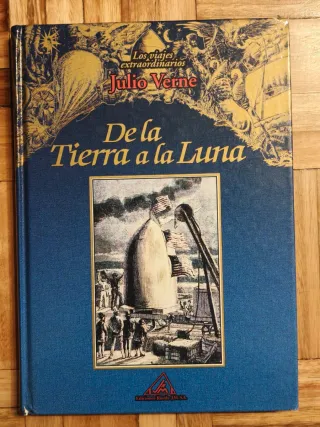 Los viajes
extraordinarios
Julio Verne
De la
Tierra a la Luna